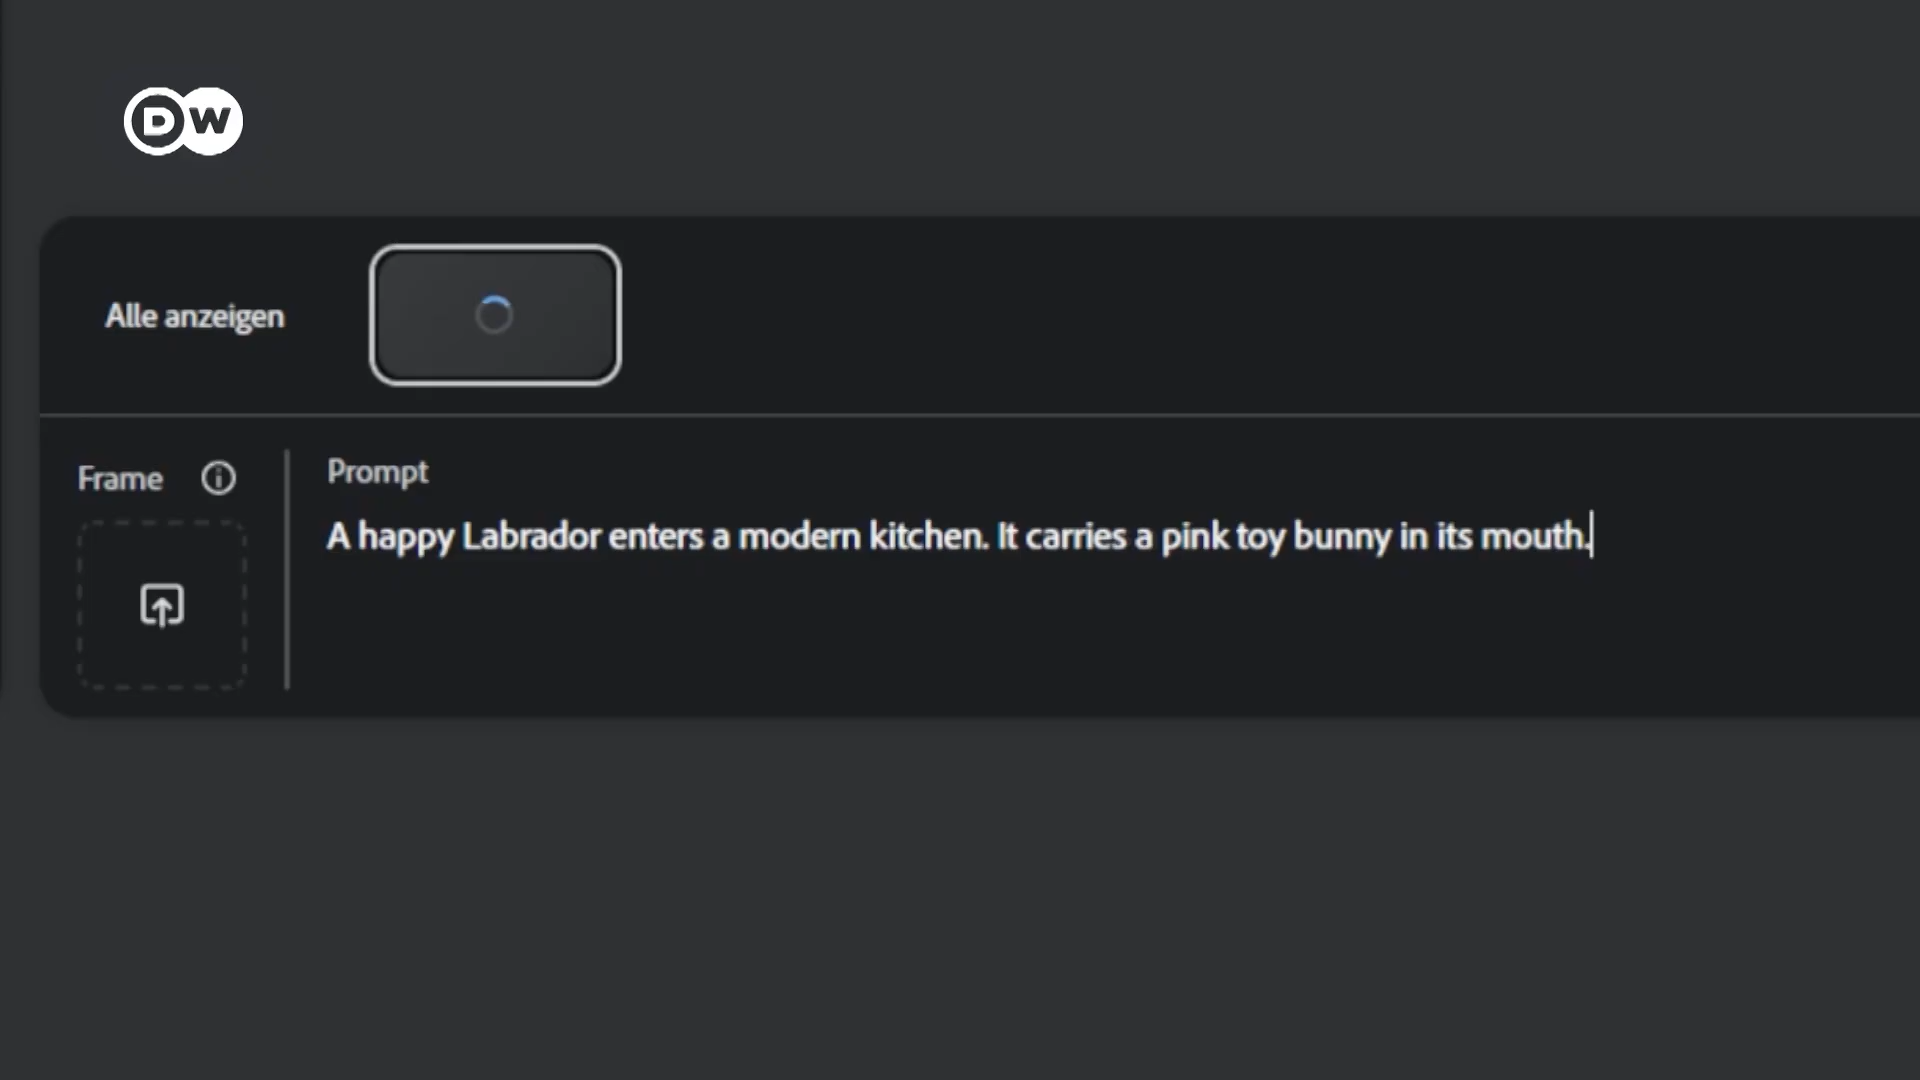 DW
Alle anzeigen
Frame
Prompt
A happy Labrador enters a modern kitchen. It carries a pink toy bunny in its mouth.